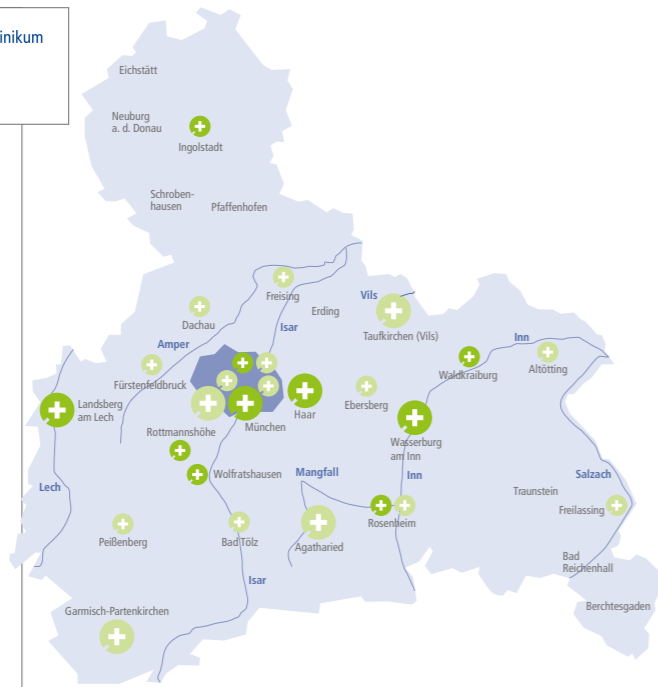 linikum
Eichstätt
Neuburg
a. d. Donau
Ingolstadt
Schroben-
hausen
Pfaffenhofen
Freising
Erding
Vils
Dachau
Isar
Taufkirchen (Vils)
Amper
Inn
Fürstenfeldbruck
Waldkraiburg
Altötting
Landsberg
am Lech
Ebersberg
Haar
München
Rottmannshöhe
Wasserburg
am Inn
Wolfratshausen
Mangfall
Inn
Salzach
Lech
Traunstein
Freilassing
Rosenheim
Peißenberg
Bad Tölz
Agatharied
Bad
Reichenhall
Isar
Garmisch-Partenkirchen
Berchtesgaden